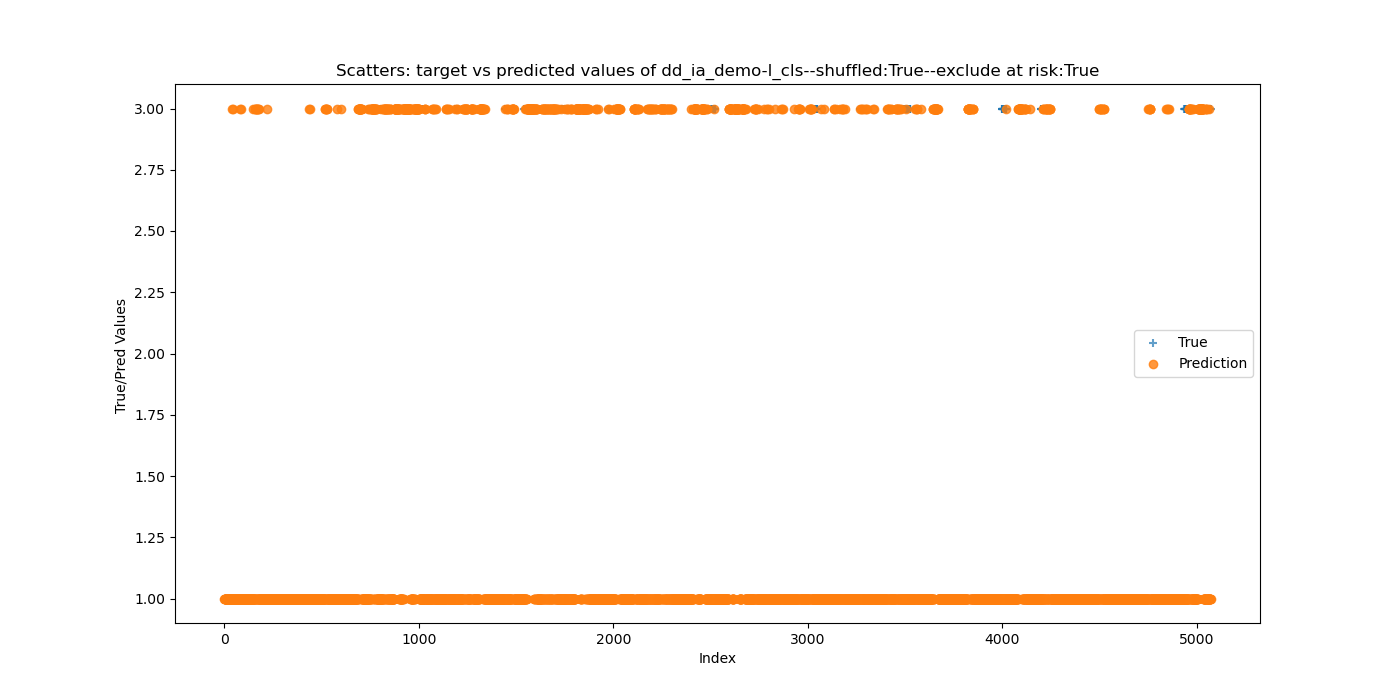 Scatters: target vs predicted values of dd_ia_demo-l_cls--shuffled:True--exclude at risk:True
3.00
2.75
2.50
2.25
2.00
1.75
1.50
1.25
1.00
True/Pred Values
True
Prediction
0 1000 2000 3000 4000 5000
Index